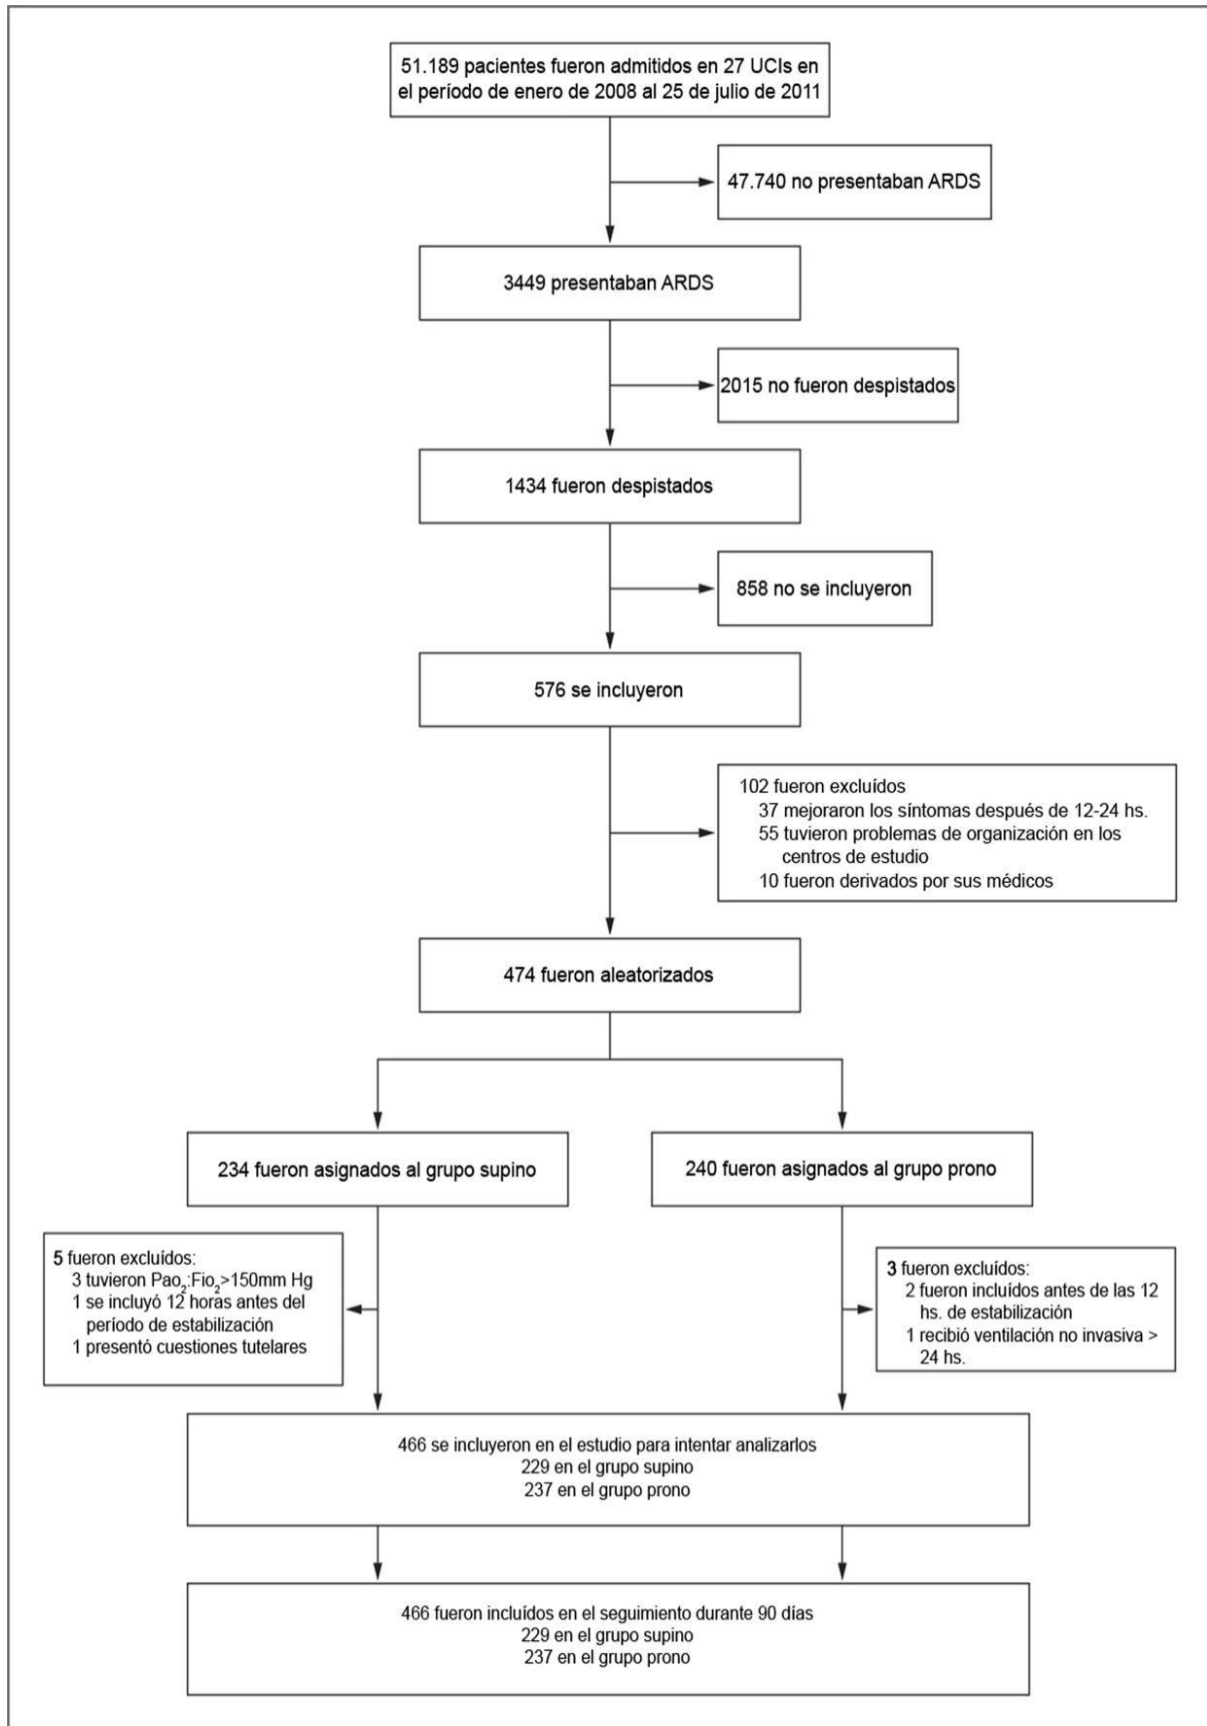 51.189 pacientes fueron admitidos en 27 UCIs en
el período de enero de 2008 al 25 de julio de 2011
47.740 no presentaban ARDS
3449 presentaban ARDS
2015 no fueron despistados
1434 fueron despistados
858 no se incluyeron
576 se incluyeron
102 fueron excluídos
37 mejoraron los síntomas después de 12-24 hs.
55 tuvieron problemas de organización en los
centros de estudio
10 fueron derivados por sus médicos
474 fueron aleatorizados
234 fueron asignados al grupo supino
240 fueron asignados al grupo prono
5 fueron excluídos:
3 tuvieron Pao₂:Fio₂>150mm Hg
1 se incluyó 12 horas antes del
período de estabilización
1 presentó cuestiones tutelares
3 fueron excluídos:
2 fueron incluídos antes de las 12
hs. de estabilización
1 recibió ventilación no invasiva >
24 hs.
466 se incluyeron en el estudio para intentar analizarlos
229 en el grupo supino
237 en el grupo prono
466 fueron incluídos en el seguimiento durante 90 días
229 en el grupo supino
237 en el grupo prono